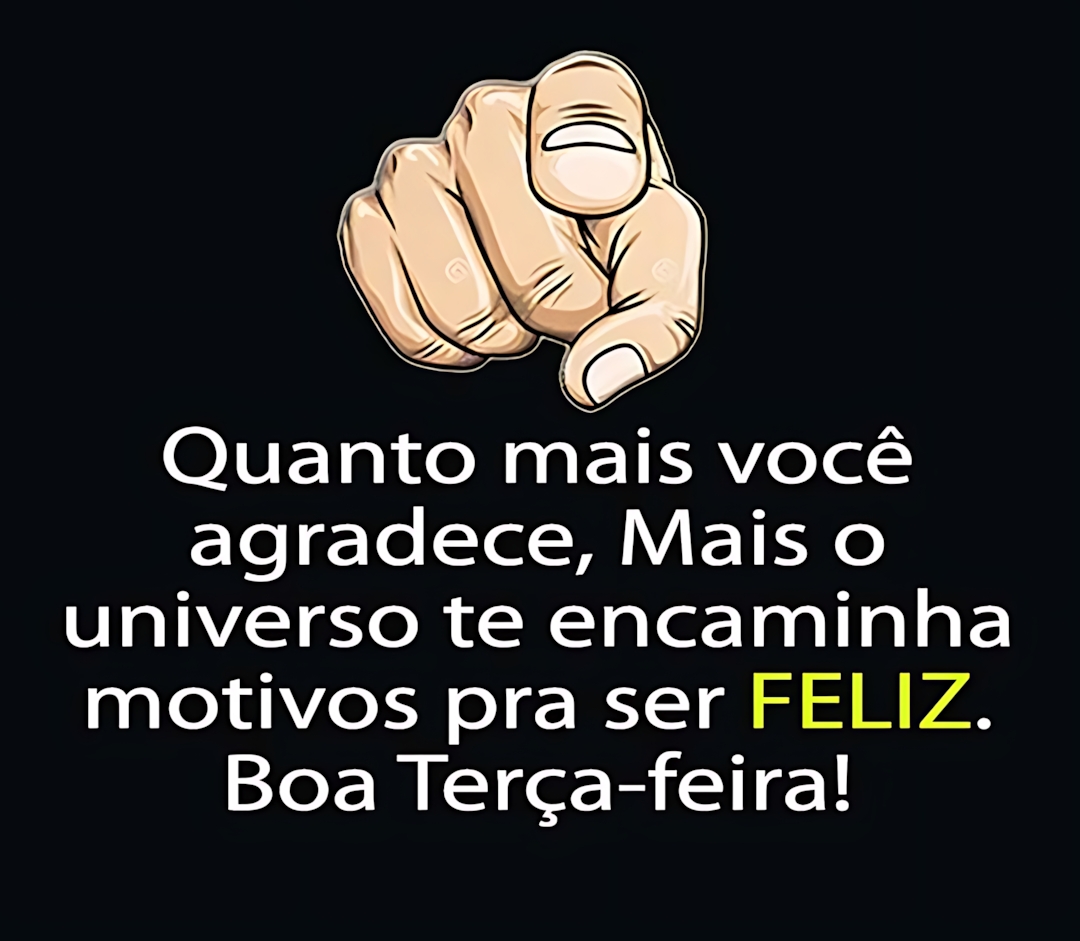 Quanto mais você
agradece, Mais o
universo te encaminha
motivos pra ser FELIZ.
Boa Terça-feira!